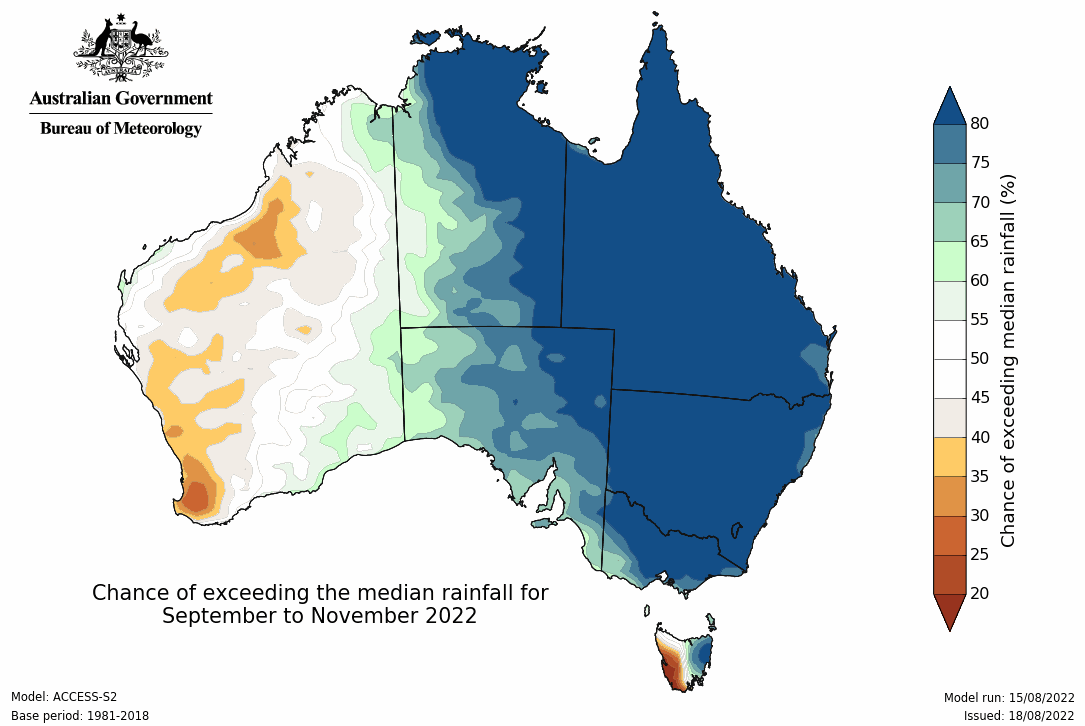 Australian Government
Bureau of Meteorology
80
75
70
65
60
55
50
45
40
35
30
25
20
Chance of exceeding median rainfall (%)
Chance of exceeding the median rainfall for
September to November 2022
Model: ACCESS-S2
Base period: 1981-2018
Model run: 15/08/2022
Issued: 18/08/2022